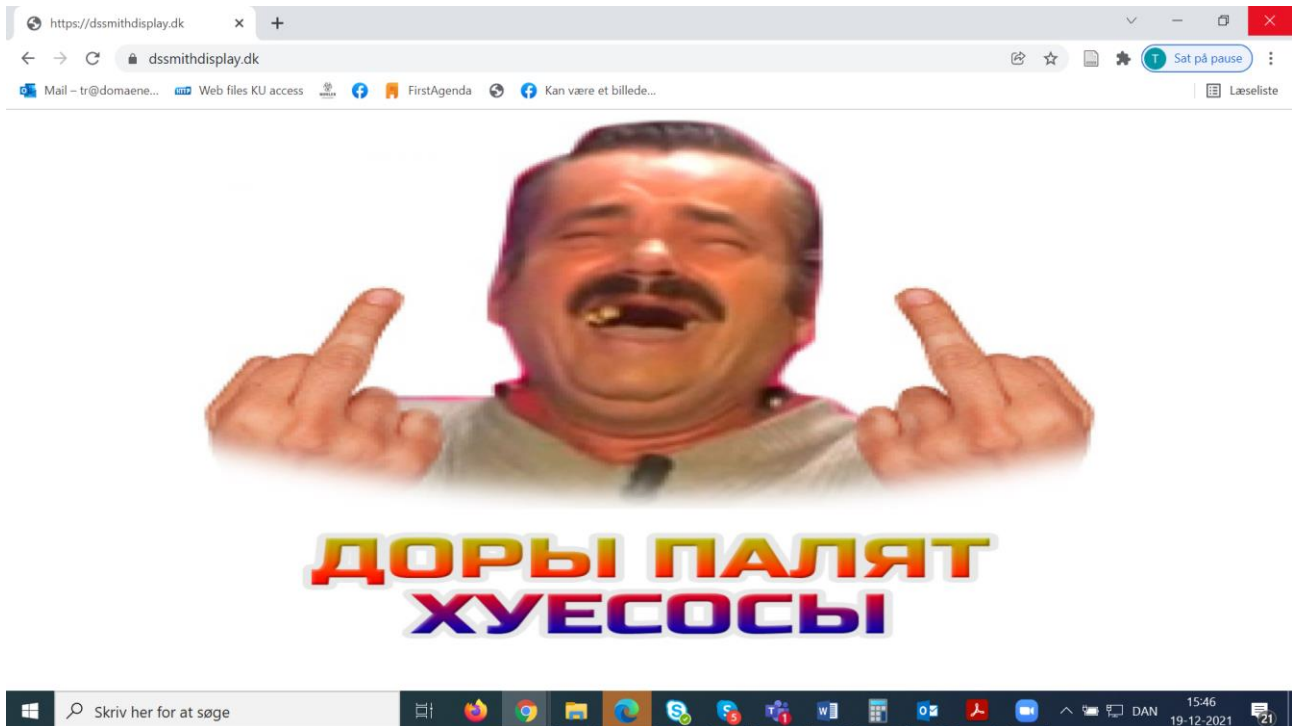 https://dssmithdisplay.dk
dssmithdisplay.dk
T Sat på pause
Mail – tr@domaene... Web files KU access FirstAgenda Kan være et billede... Læseliste
ДОРЫ ПАЛЯТ
ХУЕСОСЫ
Skriv her for at søge
DAN
15:46
19-12-2021
21